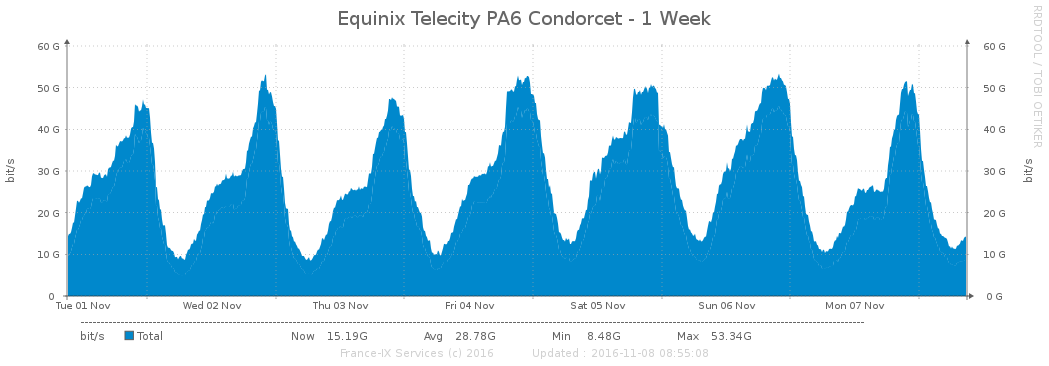 Equinix Telecity PA6 Condorcet - 1 Week
RRDTOOL / TOBI OETIKER
bit/s
bit/s
60 G 60 G
50 G 50 G
40 G 40 G
30 G 30 G
20 G 20 G
10 G 10 G
0 0 G
Tue 01 Nov Wed 02 Nov Thu 03 Nov Fri 04 Nov Sat 05 Nov Sun 06 Nov Mon 07 Nov
bit/s Total Now 15.19G Avg 28.78G Min 8.48G Max 53.34G
France-IX Services (c) 2016 Updated : 2016-11-08 08:55:08